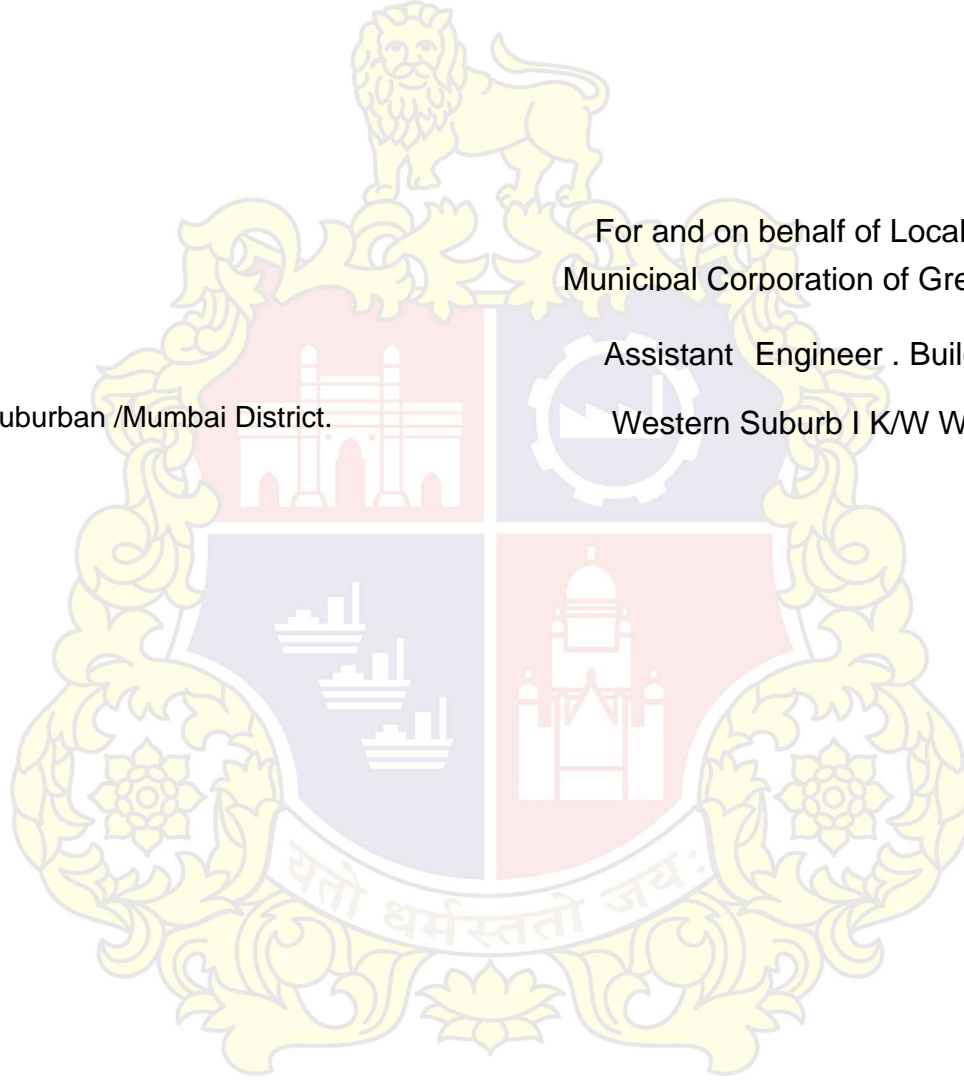 For and on behalf of Local
Municipal Corporation of Gre
Assistant Engineer . Buil
uburban /Mumbai District.
Western Suburb I K/W W
यतो धर्मस्ततो जय: